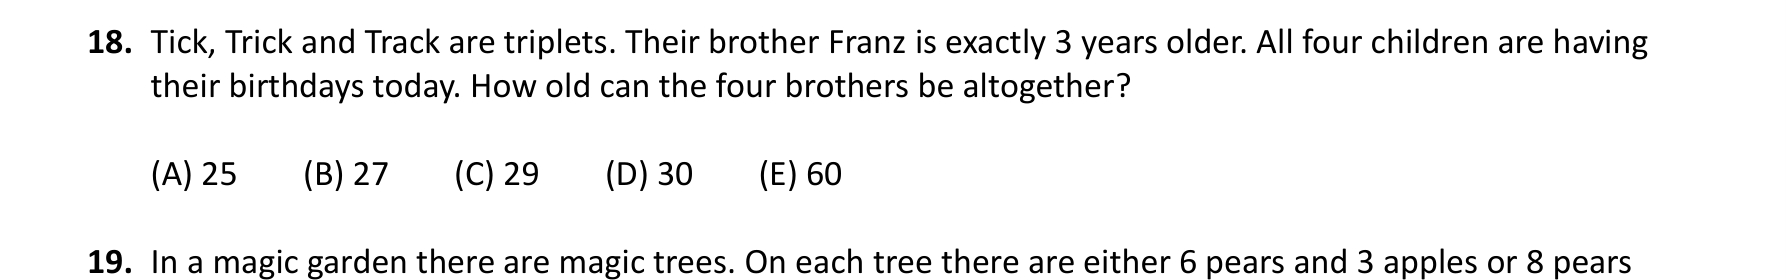 18. Tick, Trick and Track are triplets. Their brother Franz is exactly 3 years older. All four children are having
their birthdays today. How old can the four brothers be altogether?
(A) 25 (B) 27 (C) 29 (D) 30 (E) 60
19. In a magic garden there are magic trees. On each tree there are either 6 pears and 3 apples or 8 pears